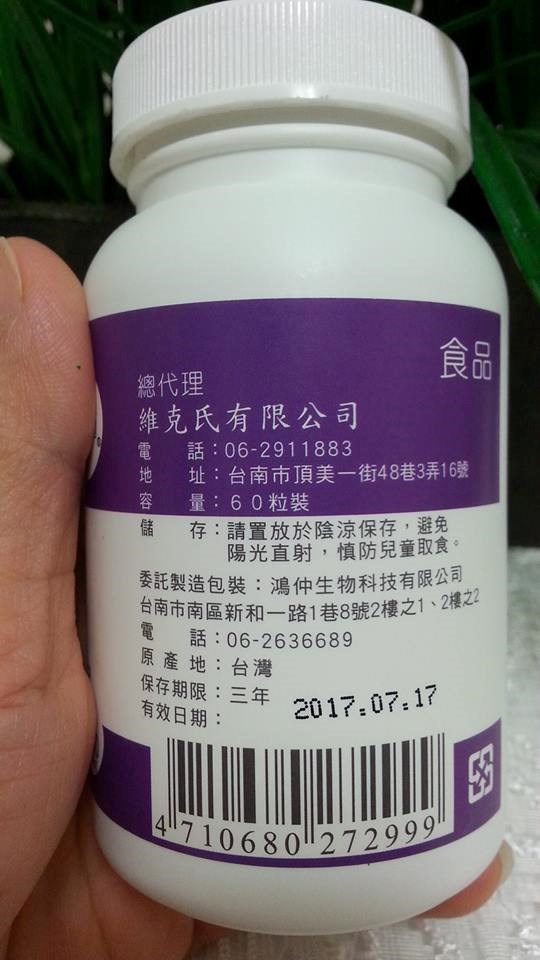 食品
總代理
維克氏有限公司
電 話：06-2911883
地 址：台南市頂美一街48巷3弄16號
容 量：60粒裝
儲 存：請置放於陰涼保存，避免
陽光直射，慎防兒童取食。
委託製造包裝：鴻仲生物科技有限公司
台南市南區新和一路1巷8號2樓之1、2樓之2
電 話：06-2636689
原產地：台灣
保存期限：三年
有效日期：2017.07.17
4 710680 272999